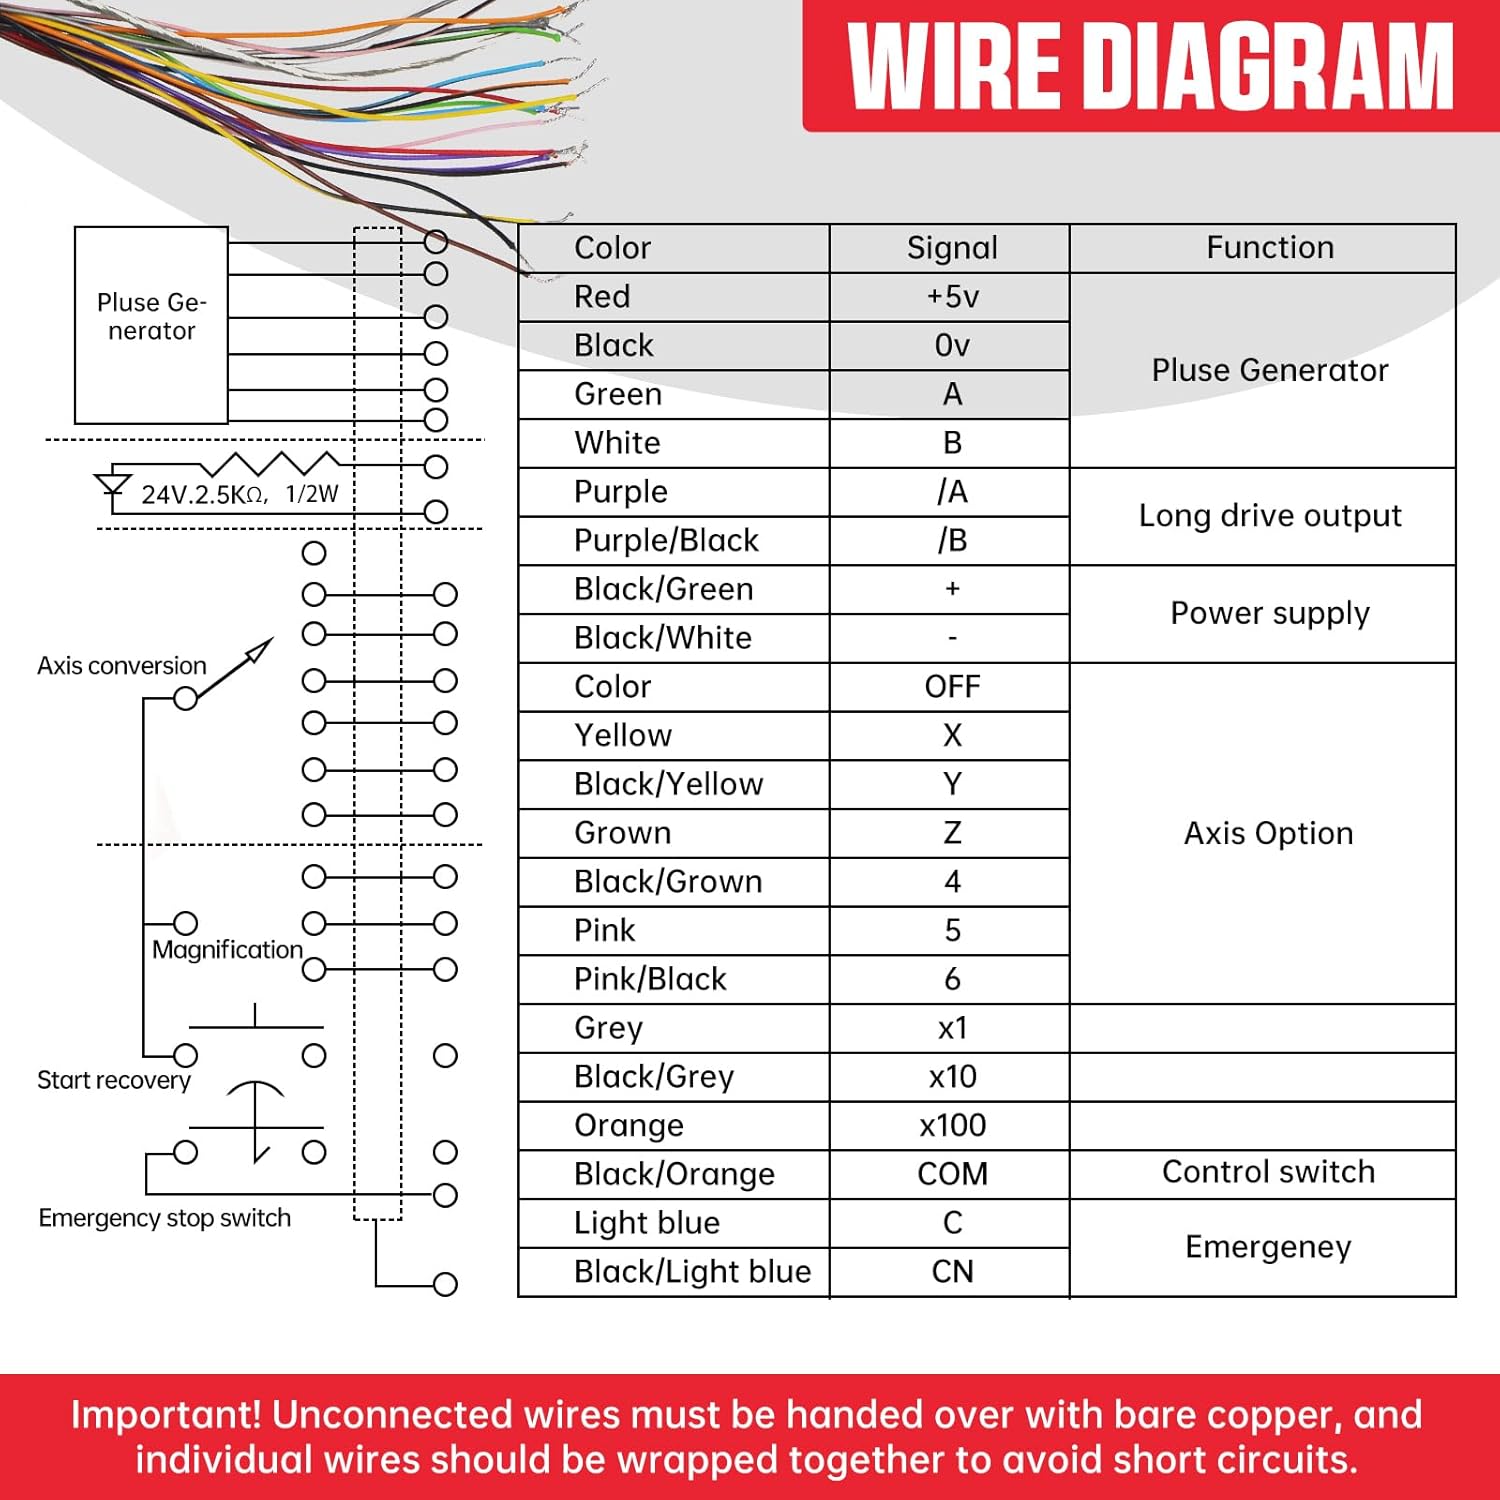 WIRE DIAGRAM
Pluse Ge-
nerator
24V.2.5KΩ, 1/2W
Axis conversion
Magnification
Start recovery
Emergency stop switch
Color Signal Function
Red +5v
Black 0v
Pluse Generator
Green A
White B
Purple /A
Long drive output
Purple/Black /B
Black/Green +
Power supply
Black/White -
Color OFF
Yellow X
Black/Yellow Y
Grown Z Axis Option
Black/Grown 4
Pink 5
Pink/Black 6
Grey x1
Black/Grey x10
Orange x100
Black/Orange COM Control switch
Light blue C
Emergeney
Black/Light blue CN
Important! Unconnected wires must be handed over with bare copper, and
individual wires should be wrapped together to avoid short circuits.